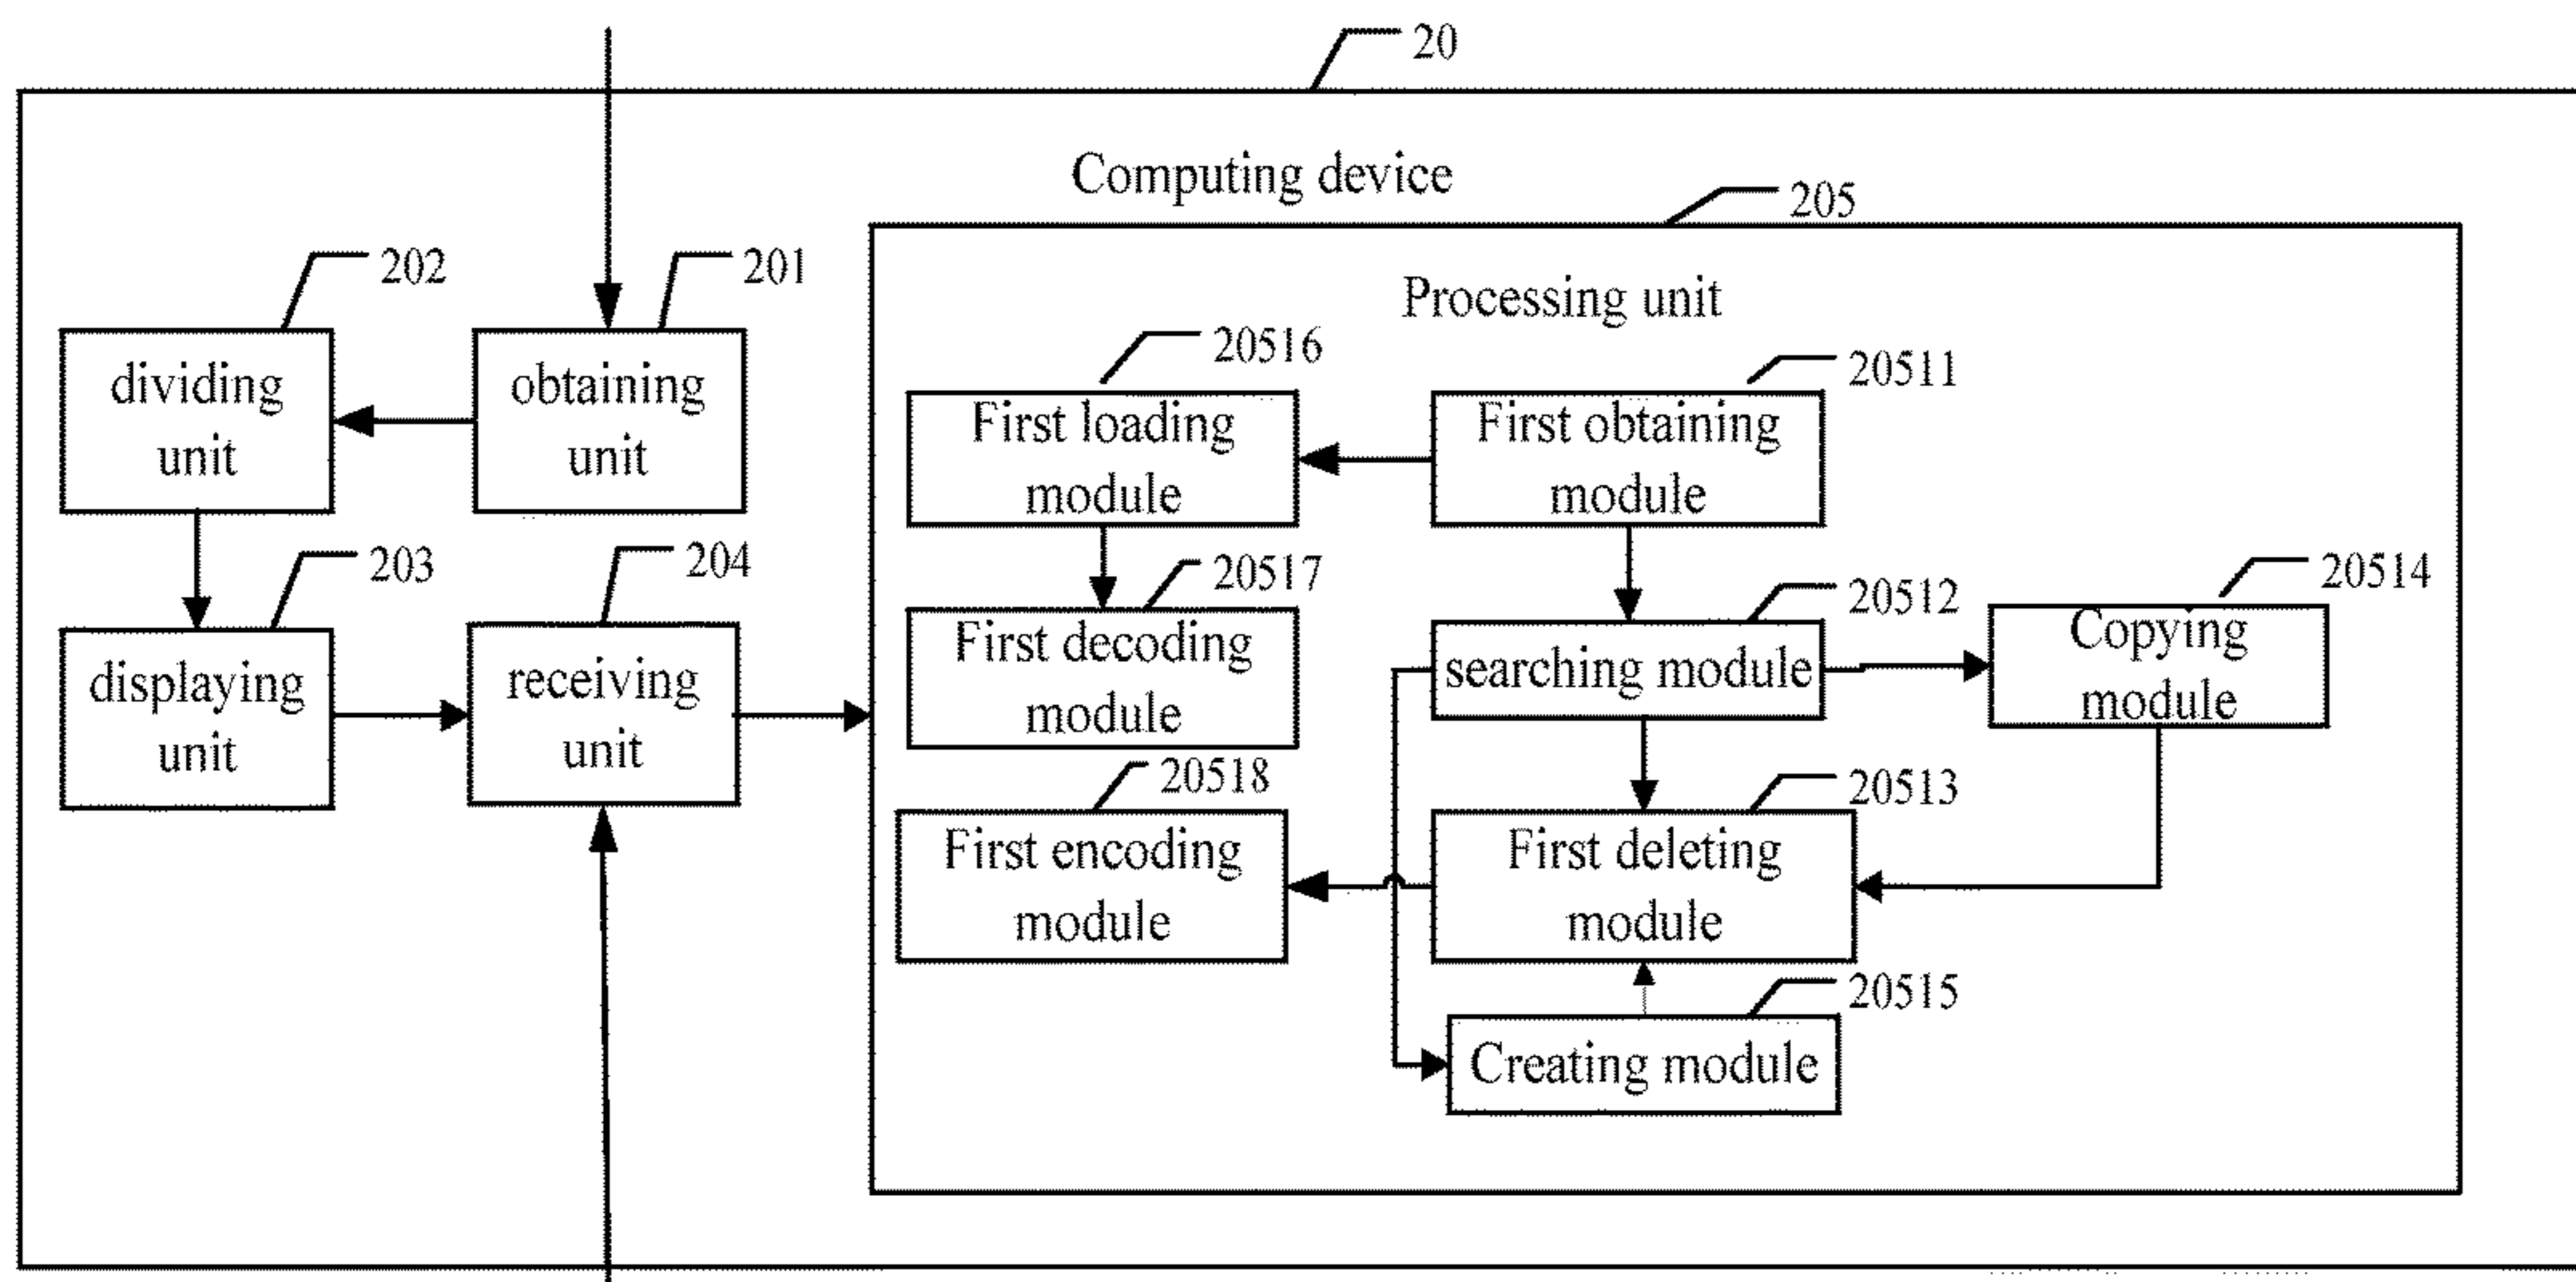 20
Computing device
205
202
201
dividing
unit
obtaining
unit
203
204
displaying
unit
receiving
unit
Processing unit
20516
20511
First loading
module
First obtaining
module
20517
20512
20514
First decoding
module
searching module
Copying
module
20518
20513
First encoding
module
First deleting
module
20515
Creating module